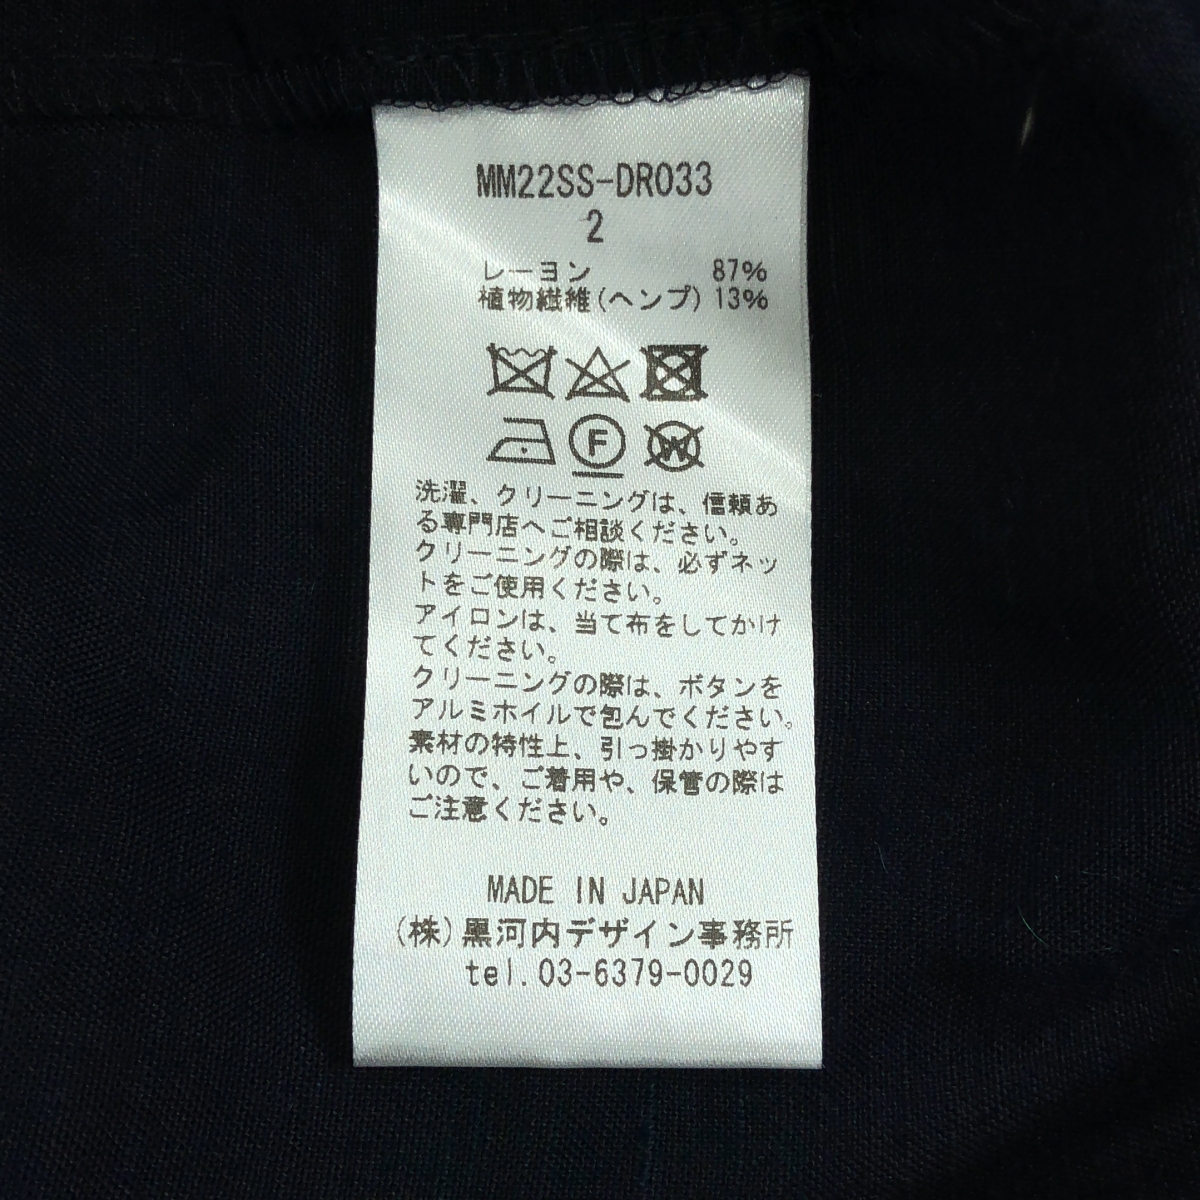 MM22SS-DR033
2
レーヨン 87%
植物繊維(ヘンプ) 13%
F
W
洗濯、クリーニングは、信頼あ
る専門店へご相談ください。
クリーニングの際は、必ずネッ
トをご使用ください。
アイロンは、当て布をしてかけ
てください。
クリーニングの際は、ボタンを
アルミホイルで包んでください。
素材の特性上、引っ掛かりやす
いので、ご着用や、保管の際は
ご注意ください。
MADE IN JAPAN
(株)黒河内デザイン事務所
tel.03-6379-0029